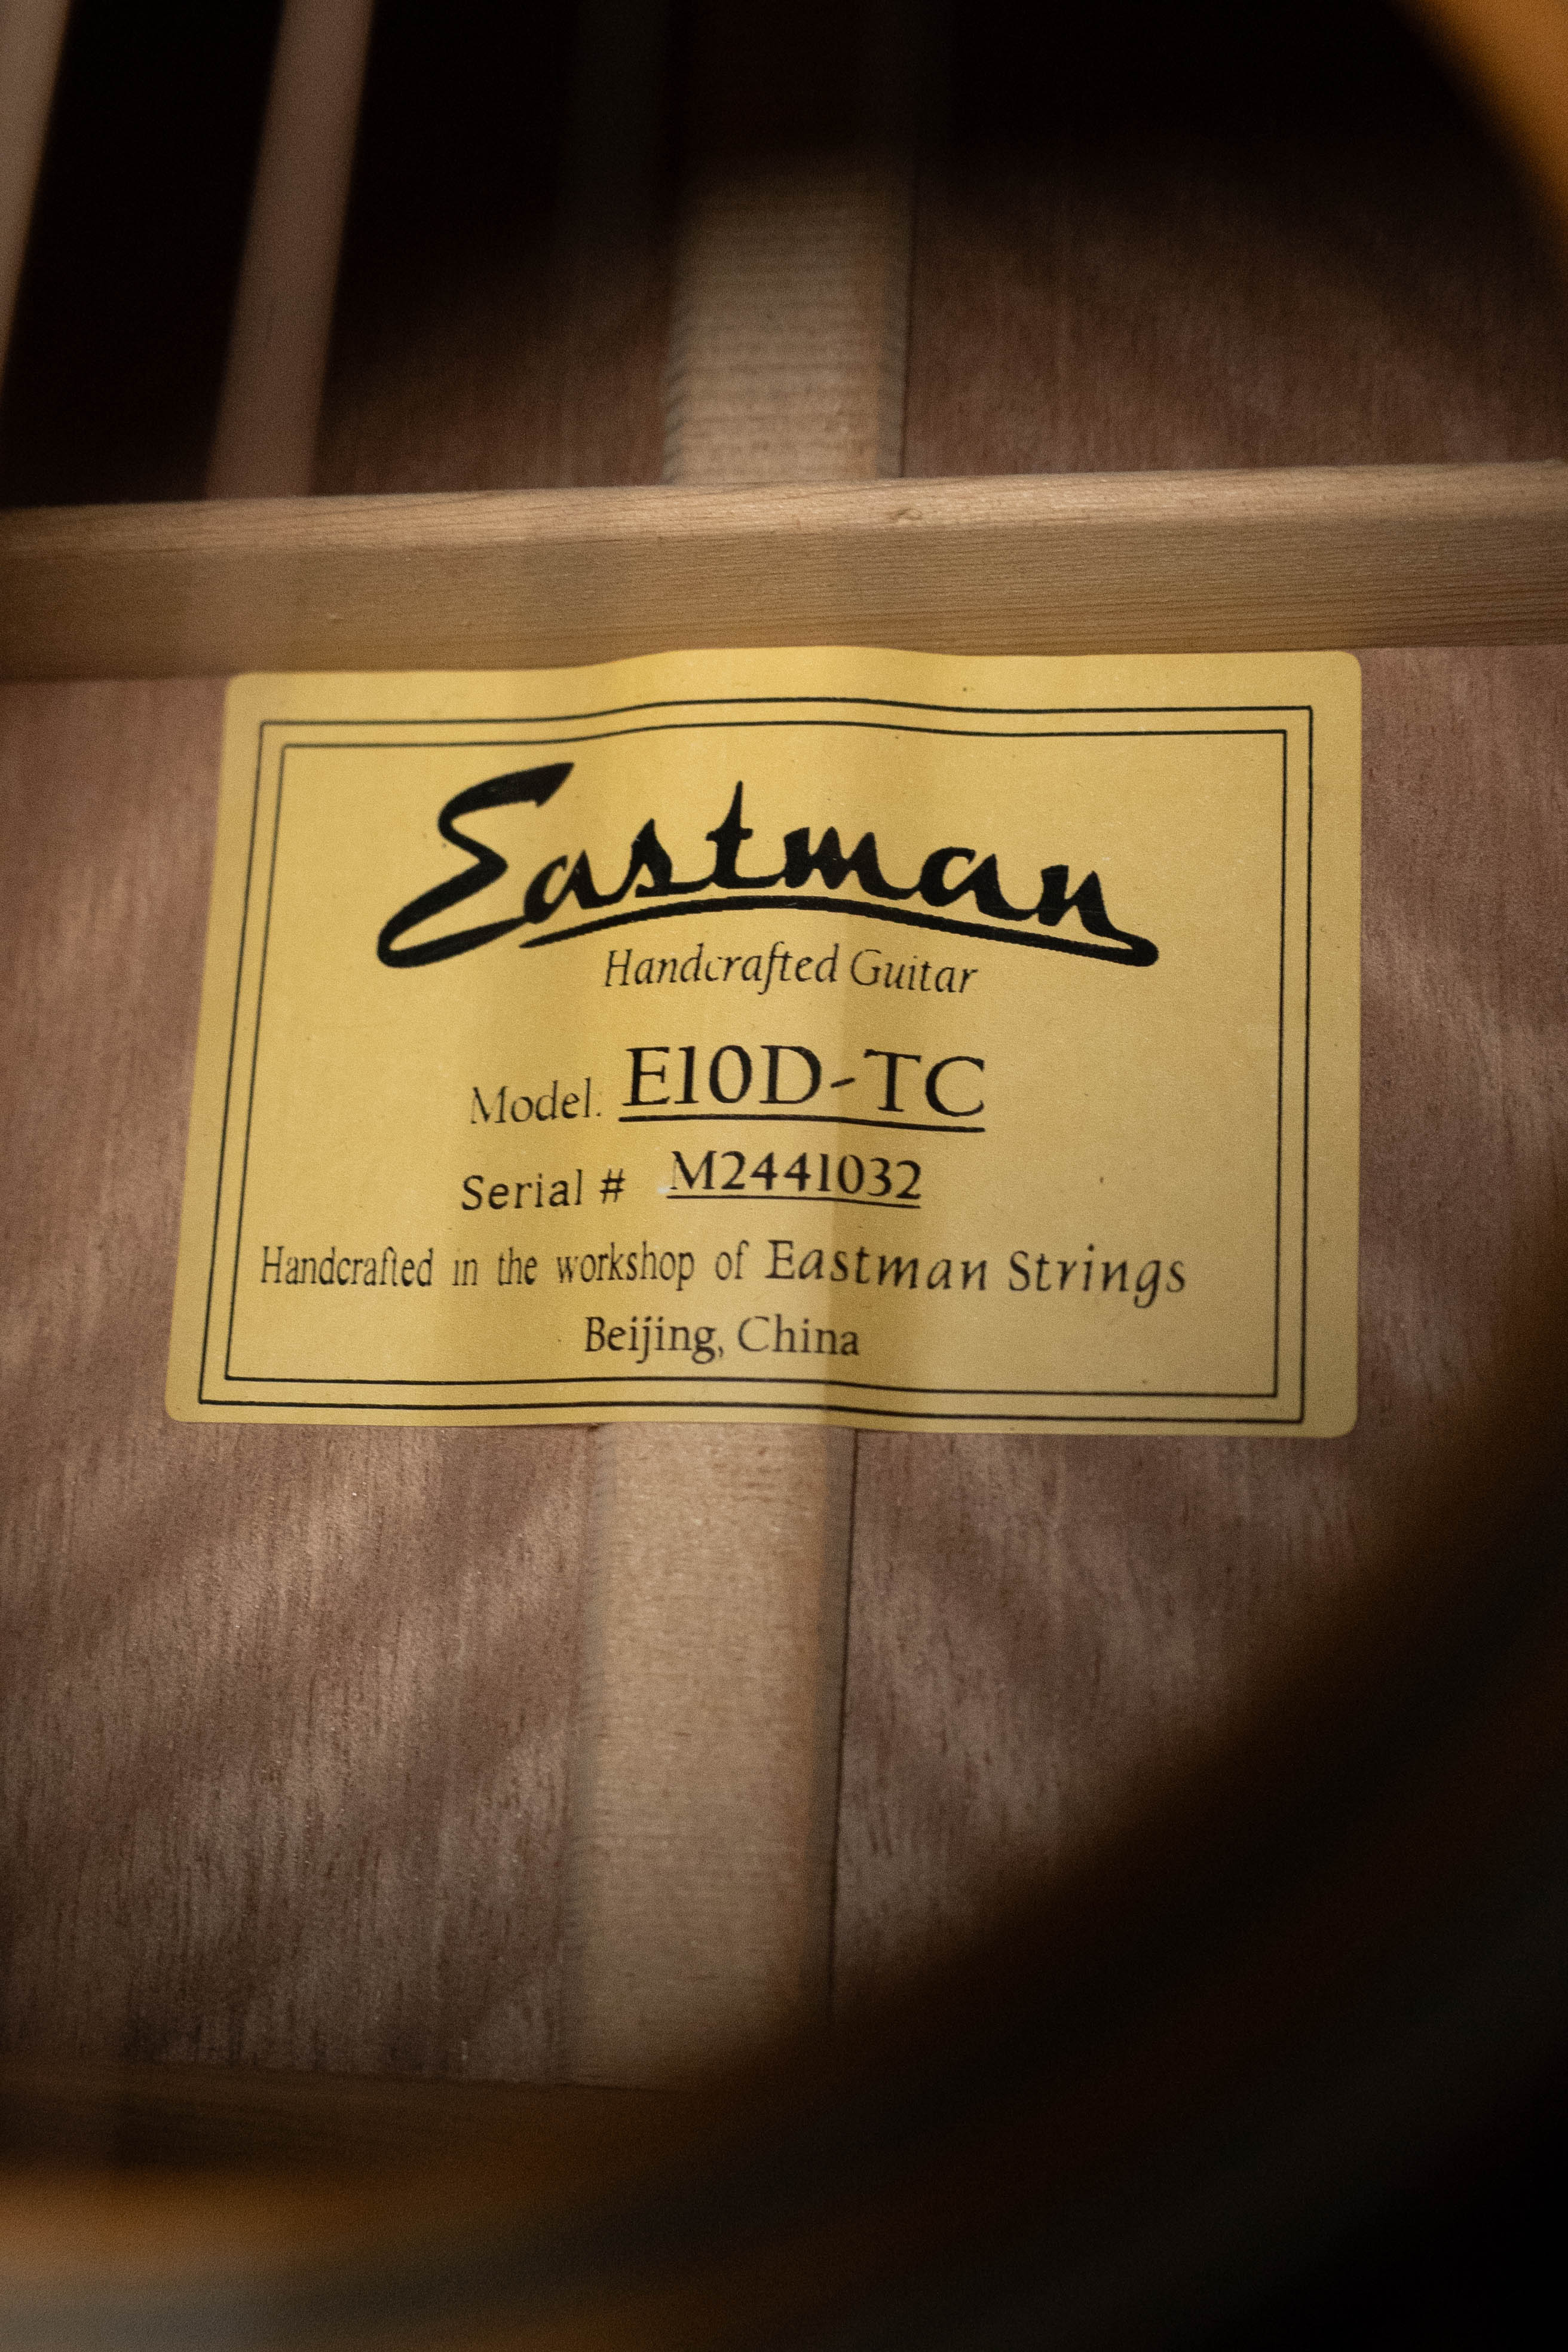 Eastman
Handcrafted Guitar
Model. E10D-TC
Serial # M2441032
Handcrafted in the workshop of Eastman Strings
Beijing, China